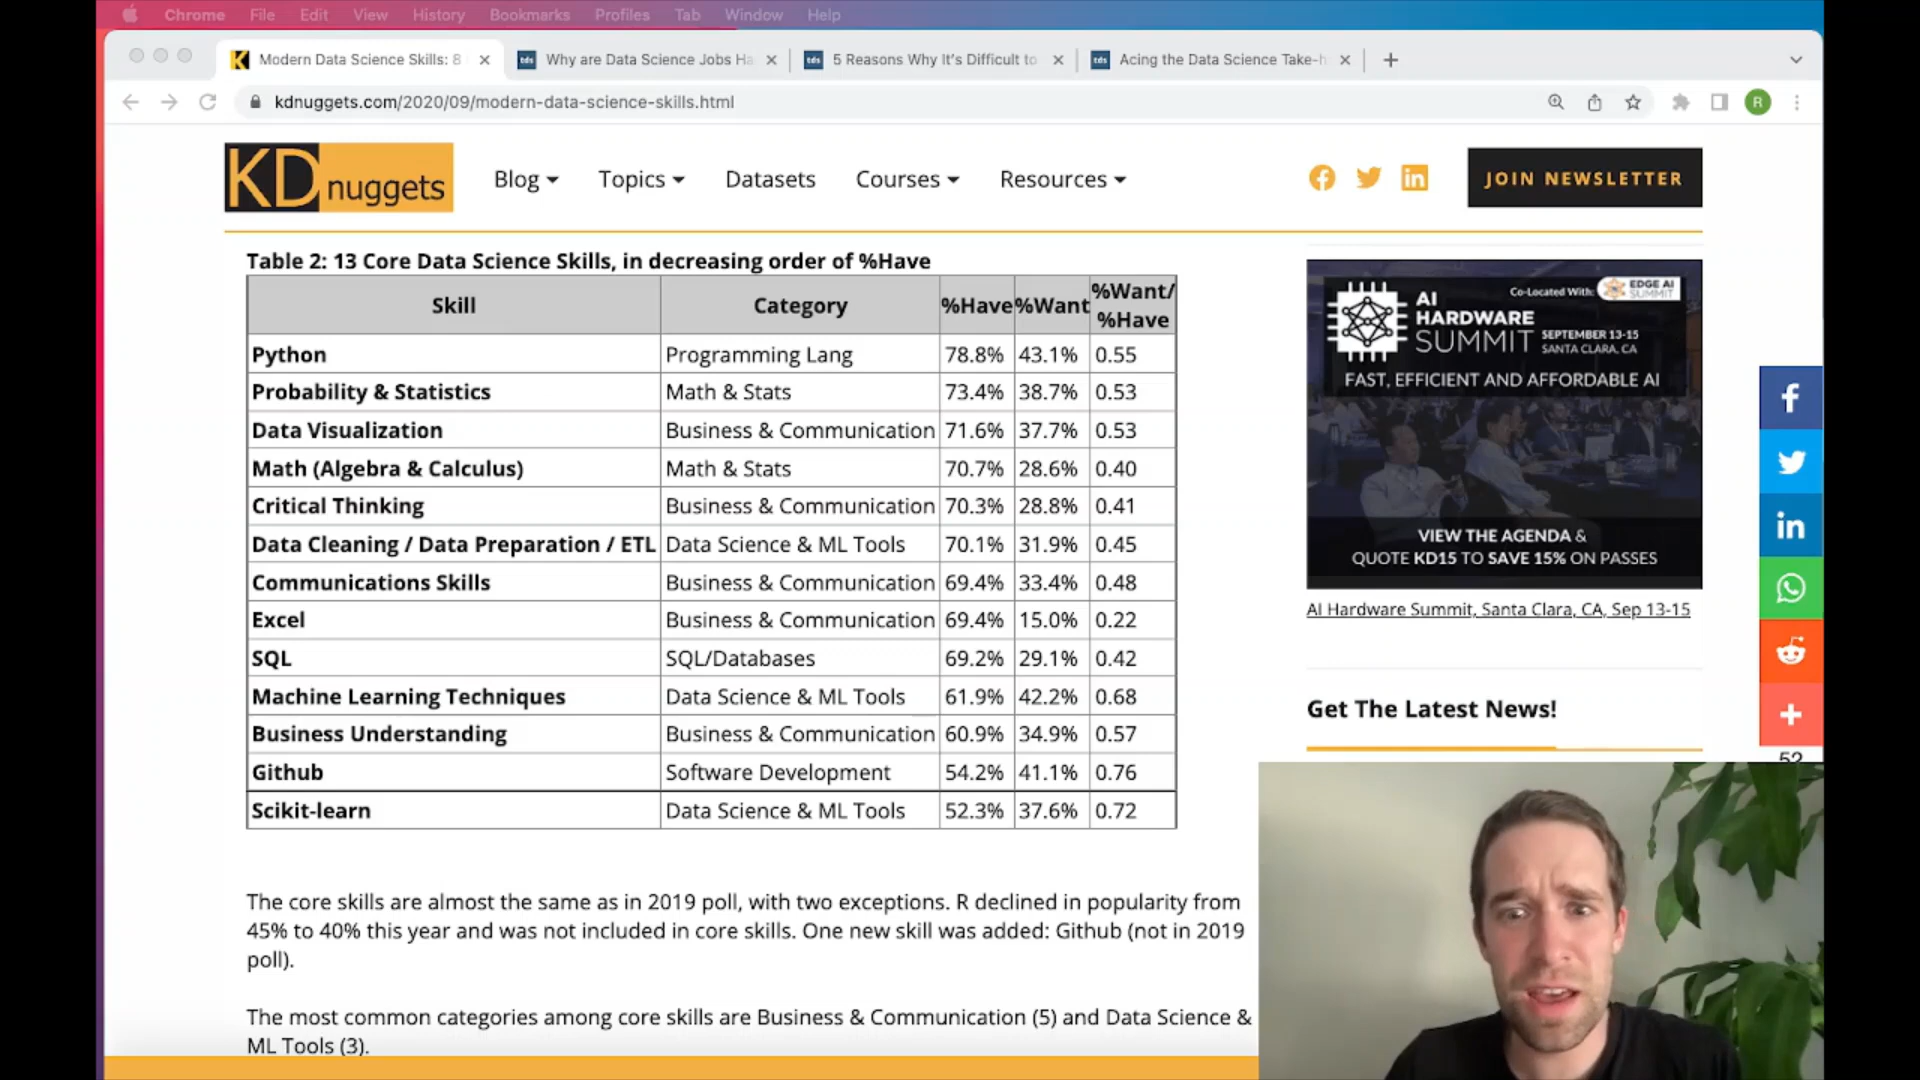 Chrome File Edit View History Bookmarks Profiles Tab Window Help
Modern Data Science Skills: 8
tds Why are Data Science Jobs Ha
tds 5 Reasons Why It's Difficult to
tds Acing the Data Science Take-h
kdnuggets.com/2020/09/modern-data-science-skills.html
R
KD nuggets
Blog Topics Datasets Courses Resources
JOIN NEWSLETTER
Table 2: 13 Core Data Science Skills, in decreasing order of %Have
Skill Category %Have %Want %Want/ %Have
Python Programming Lang 78.8% 43.1% 0.55
Probability & Statistics Math & Stats 73.4% 38.7% 0.53
Data Visualization Business & Communication 71.6% 37.7% 0.53
Math (Algebra & Calculus) Math & Stats 70.7% 28.6% 0.40
Critical Thinking Business & Communication 70.3% 28.8% 0.41
Data Cleaning / Data Preparation / ETL Data Science & ML Tools 70.1% 31.9% 0.45
Communications Skills Business & Communication 69.4% 33.4% 0.48
Excel Business & Communication 69.4% 15.0% 0.22
SQL SQL/Databases 69.2% 29.1% 0.42
Machine Learning Techniques Data Science & ML Tools 61.9% 42.2% 0.68
Business Understanding Business & Communication 60.9% 34.9% 0.57
Github Software Development 54.2% 41.1% 0.76
Scikit-learn Data Science & ML Tools 52.3% 37.6% 0.72
The core skills are almost the same as in 2019 poll, with two exceptions. R declined in popularity from
45% to 40% this year and was not included in core skills. One new skill was added: Github (not in 2019
poll).
The most common categories among core skills are Business & Communication (5) and Data Science &
ML Tools (3).
Co-Located With: EDGE AI SUMMIT
AI
HARDWARE
SUMMIT SEPTEMBER 13-15
SANTA CLARA, CA
FAST, EFFICIENT AND AFFORDABLE AI
VIEW THE AGENDA &
QUOTE KD15 TO SAVE 15% ON PASSES
AI Hardware Summit, Santa Clara, CA, Sep 13-15
Get The Latest News!
52